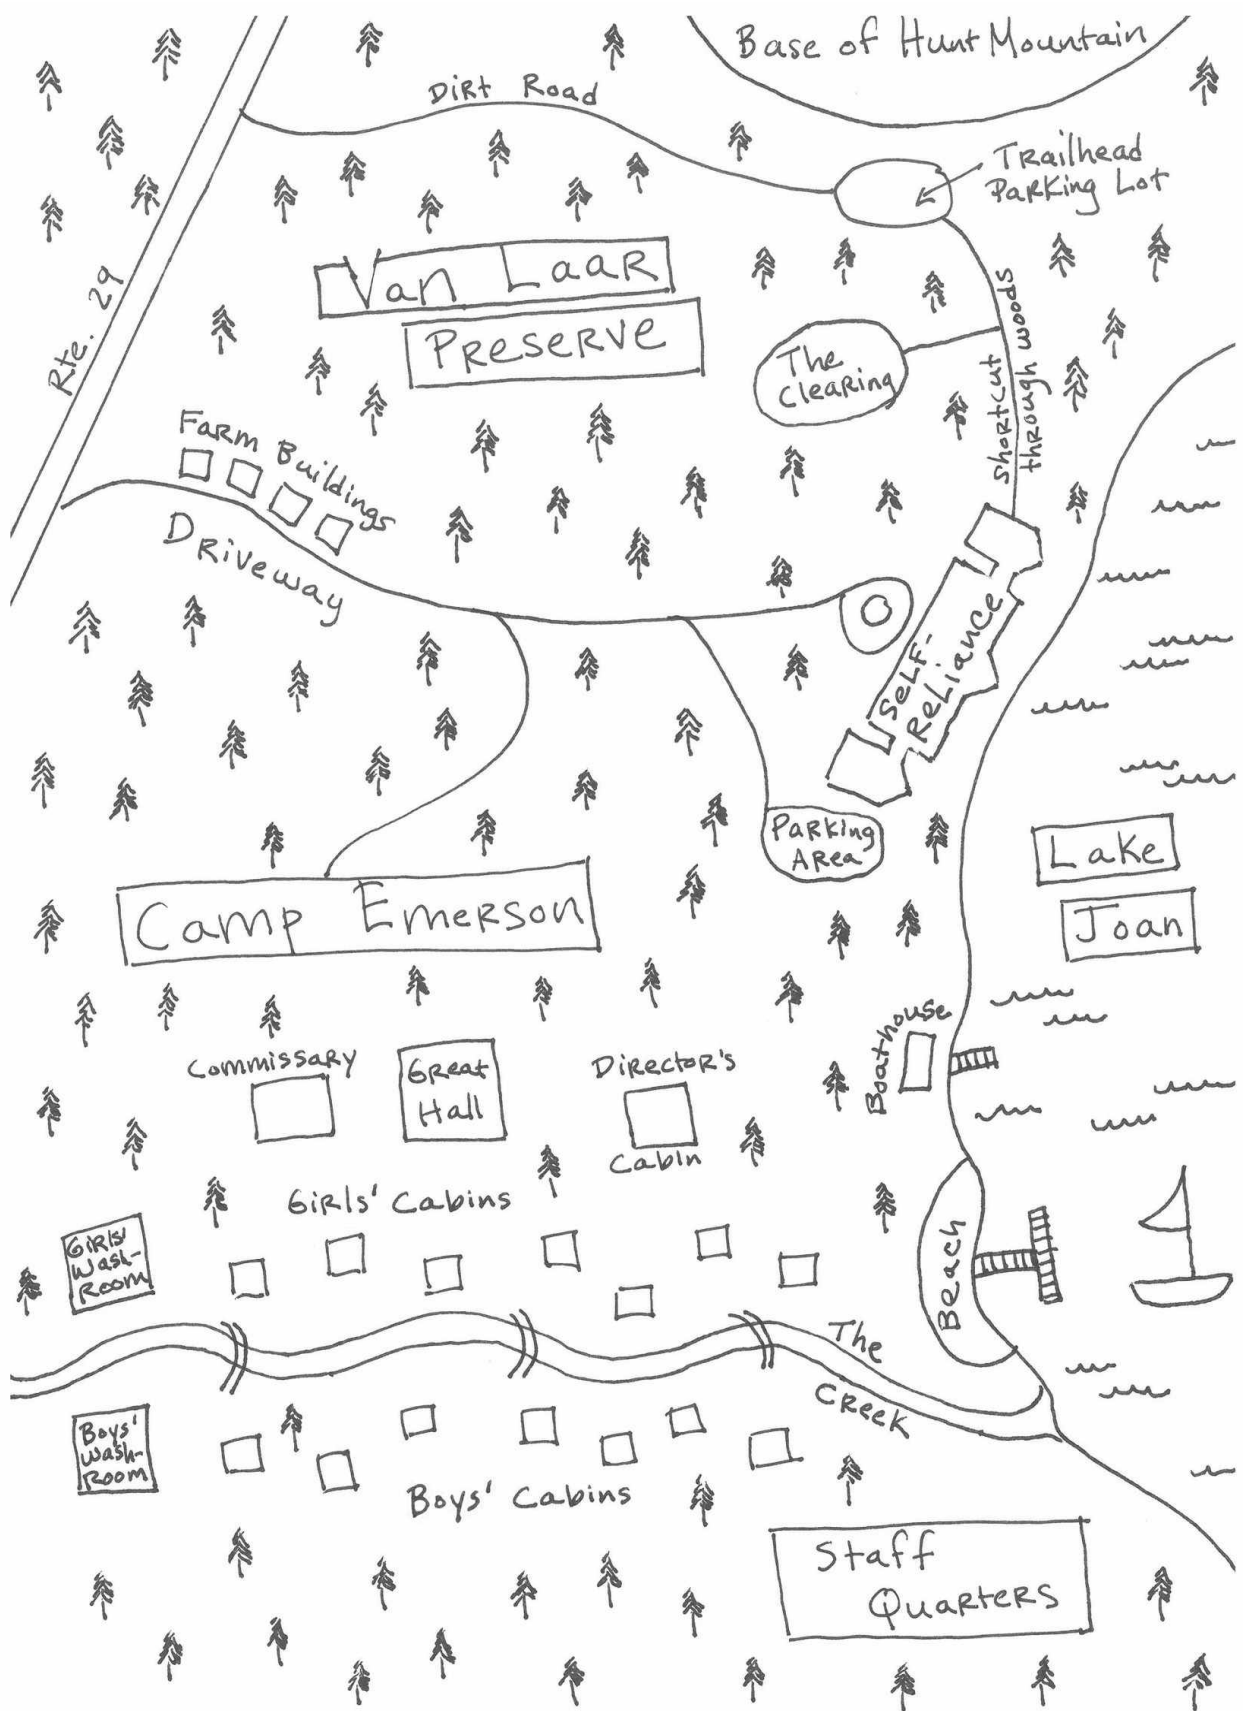 Base of Hunt Mountain
Dirt Road
Trailhead
Parking Lot
Rte. 29
Van Laar
Preserve
The
Clearing
shortcut
through woods
Farm Buildings
Driveway
Self-
Reliance
Parking
Area
Lake
Joan
Camp Emerson
Boathouse
Commissary
Great
Hall
Director's
Cabin
Girls' Cabins
Girls'
Wash-
Room
Beach
The
Creek
Boys'
Wash-
Room
Boys' Cabins
Staff
Quarters